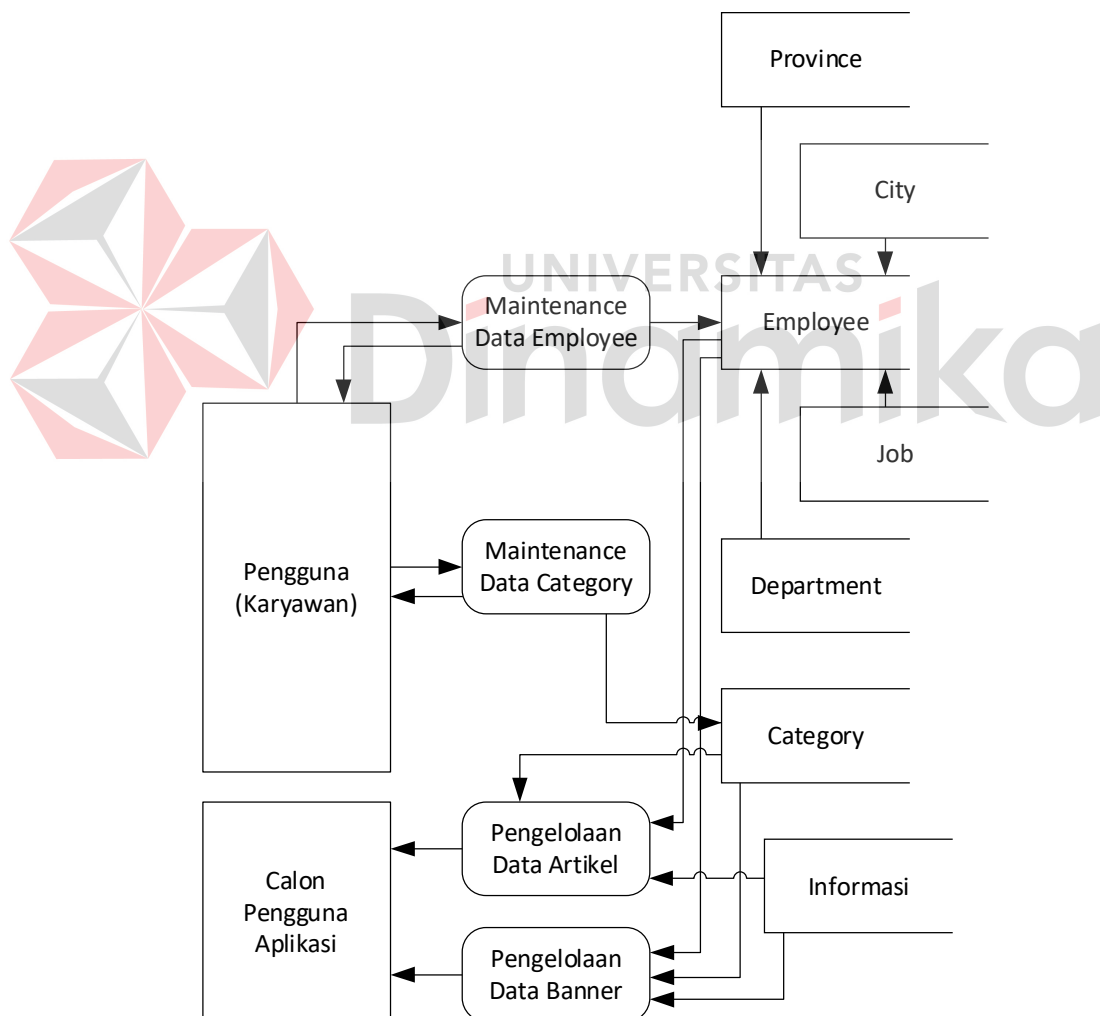 Province
City
UNIVERSITAS
Dinamika
Maintenance
Data Employee
Employee
Job
Pengguna
(Karyawan)
Maintenance
Data Category
Department
Category
Pengelolaan
Data Artikel
Calon
Pengguna
Aplikasi
Informasi
Pengelolaan
Data Banner